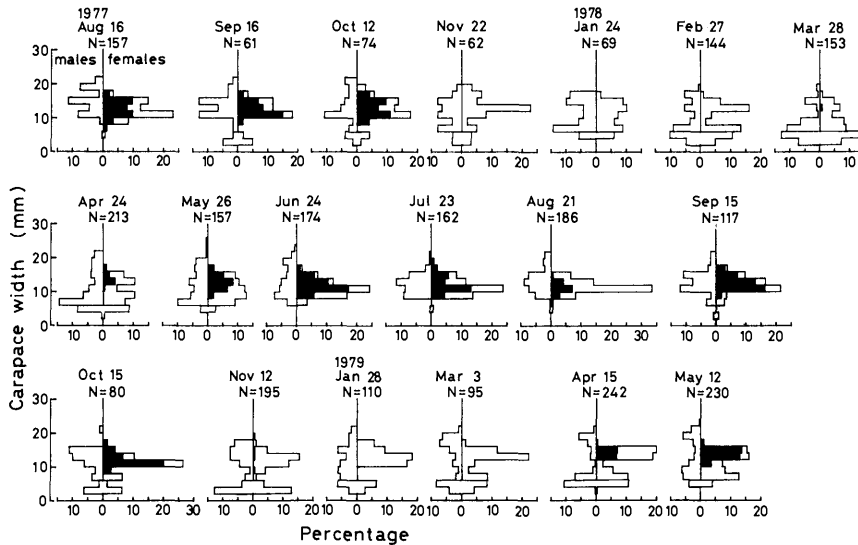 1977 1978
Aug 16 Sep 16 Oct 12 Nov 22 Jan 24 Feb 27 Mar 28
N=157 N=61 N=74 N=62 N=69 N=144 N=153
30 males females
20
10
0
10 0 10 20 10 0 10 20 10 0 10 20 10 0 10 20 10 0 10 10 0 10 20 10 0 10
Apr 24 May 26 Jun 24 Jul 23 Aug 21 Sep 15
N=213 N=157 N=174 N=162 N=186 N=117
30
20
10
0
10 0 10 10 0 10 0 10 20 10 0 10 20 0 10 20 30 10 0 10 20
1979
Oct 15 Nov 12 Jan 28 Mar 3 Apr 15 May 12
N=80 N=195 N=110 N=95 N=242 N=230
30
20
10
0
10 0 10 20 30 10 0 10 20 0 10 20 10 0 10 20 10 0 10 20 0 10 20
Carapace width (mm)
Percentage